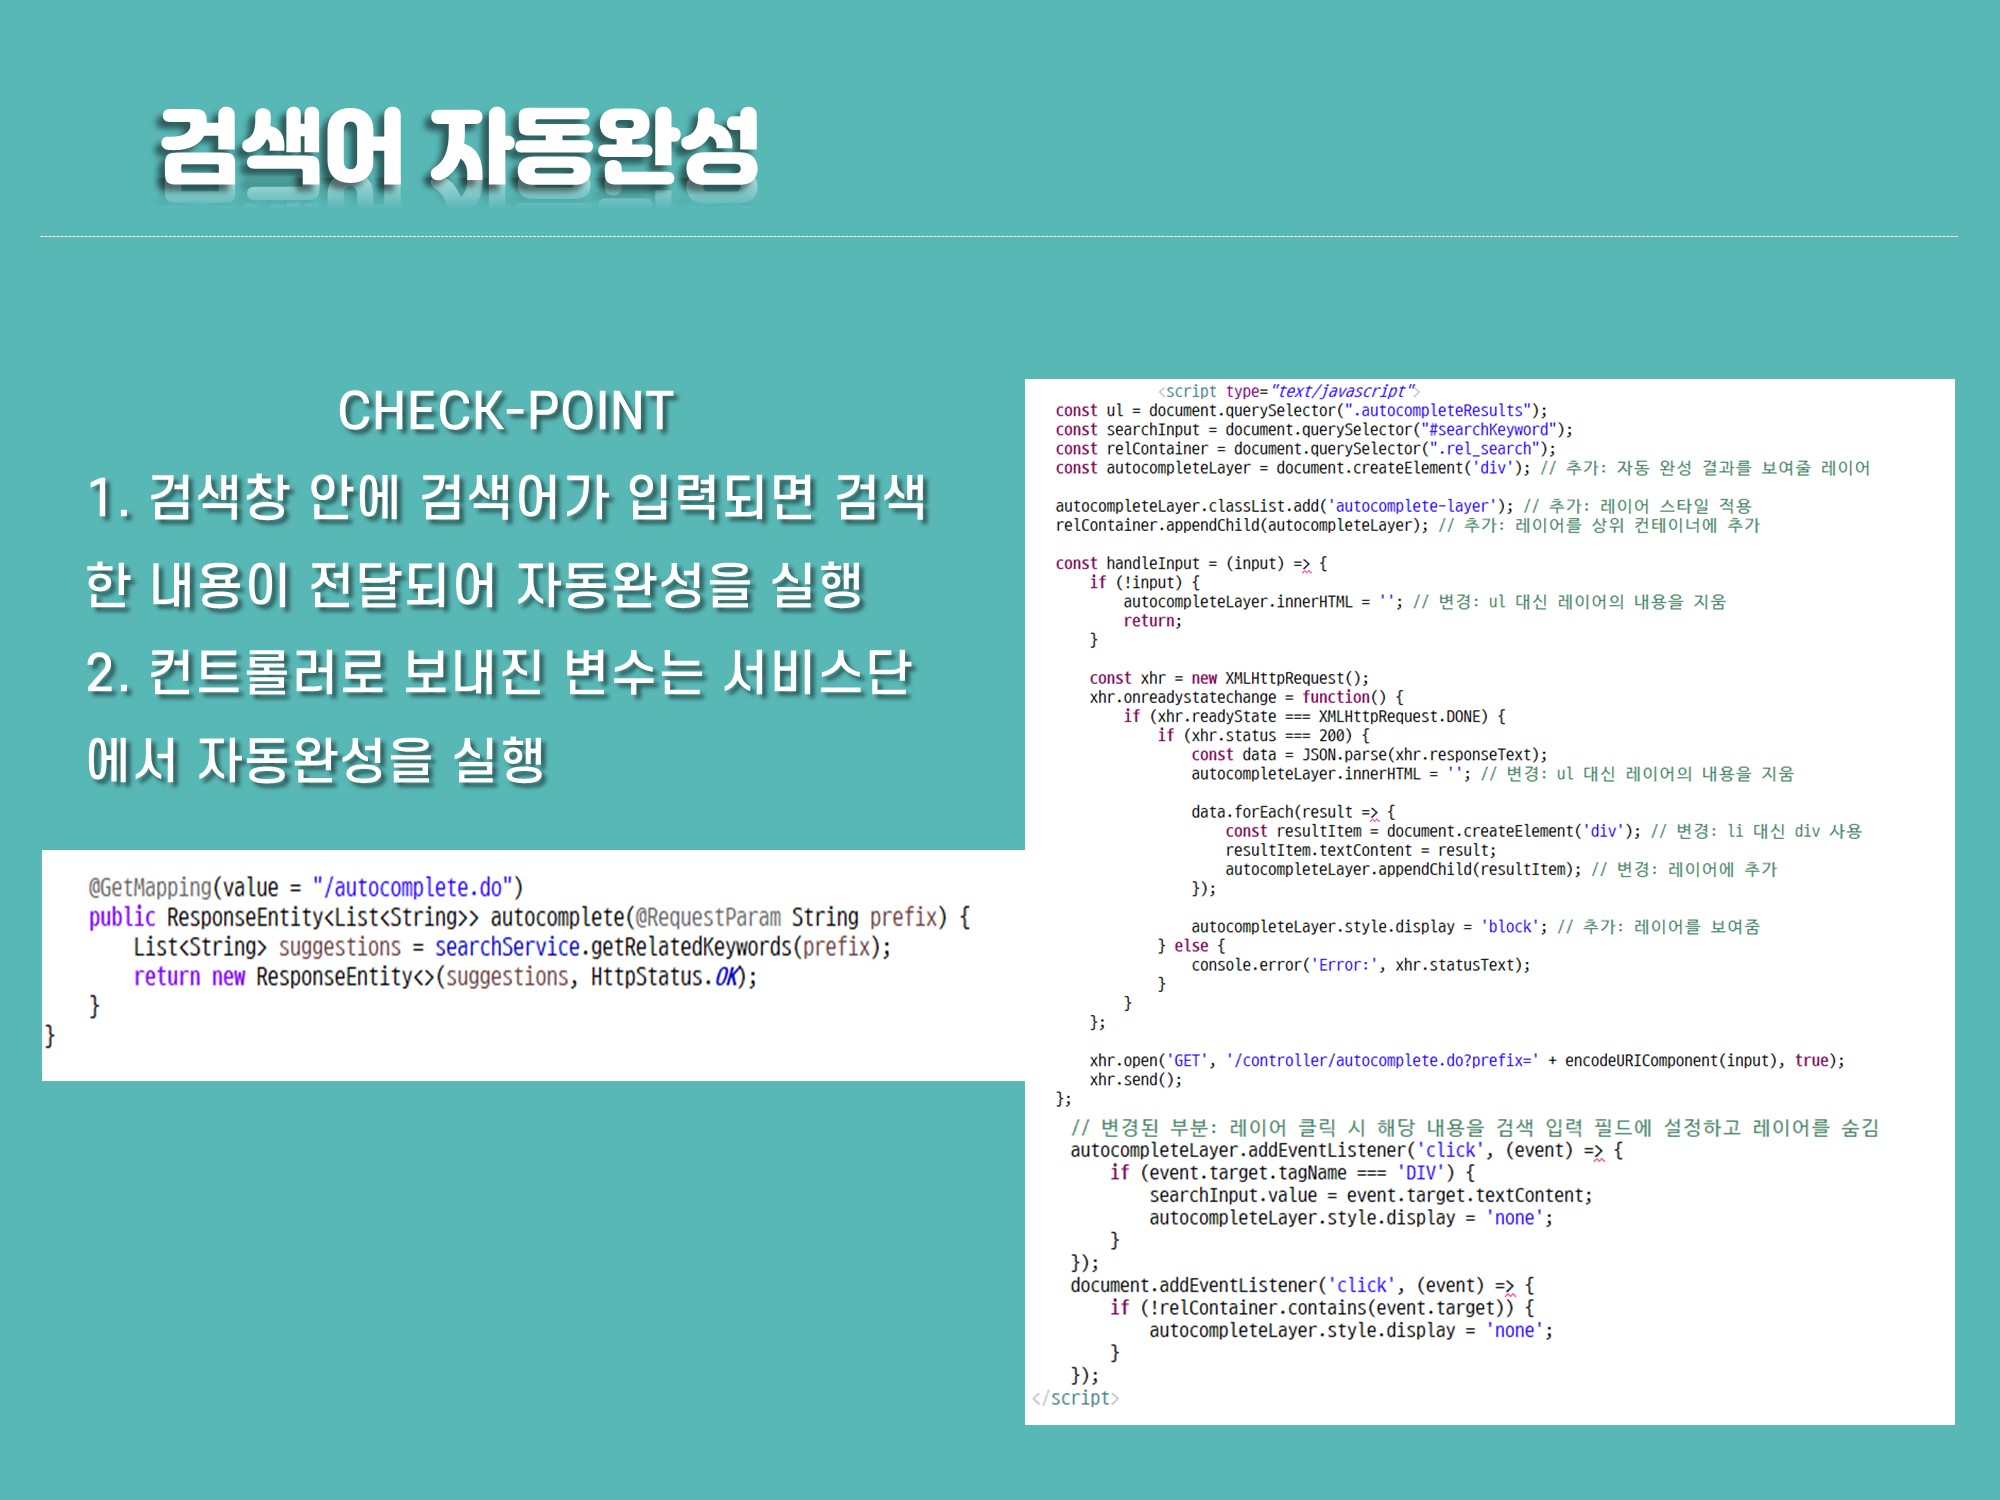 검색어 자동완성
CHECK-POINT
1. 검색창 안에 검색어가 입력되면 검색
한 내용이 전달되어 자동완성을 실행
2. 컨트롤러로 보내진 변수는 서비스단
에서 자동완성을 실행
@GetMapping(value = "/autocomplete.do")
public ResponseEntity<List<String>> autocomplete(@RequestParam String prefix) {
List<String> suggestions = searchService.getRelatedKeywords(prefix);
return new ResponseEntity<>(suggestions, HttpStatus.OK);
}
}
<script type="text/javascript">
const ul = document.querySelector(".autocompleteResults");
const searchInput = document.querySelector("#searchKeyword");
const relContainer = document.querySelector(".rel_search");
const autocompleteLayer = document.createElement('div'); // 추가: 자동 완성 결과를 보여줄 레이어
autocompleteLayer.classList.add('autocomplete-layer'); // 추가: 레이어 스타일 적용
relContainer.appendChild(autocompleteLayer); // 추가: 레이어를 상위 컨테이너에 추가
const handleInput = (input) => {
if (!input) {
autocompleteLayer.innerHTML = ''; // 변경: ul 대신 레이어의 내용을 지움
return;
}
const xhr = new XMLHttpRequest();
xhr.onreadystatechange = function() {
if (xhr.readyState === XMLHttpRequest.DONE) {
if (xhr.status === 200) {
const data = JSON.parse(xhr.responseText);
autocompleteLayer.innerHTML = ''; // 변경: ul 대신 레이어의 내용을 지움
data.forEach(result => {
const resultItem = document.createElement('div'); // 변경: li 대신 div 사용
resultItem.textContent = result;
autocompleteLayer.appendChild(resultItem); // 변경: 레이어에 추가
});
autocompleteLayer.style.display = 'block'; // 추가: 레이어를 보여줌
} else {
console.error('Error:', xhr.statusText);
}
}
};
xhr.open('GET', '/controller/autocomplete.do?prefix=' + encodeURIComponent(input), true);
xhr.send();
};
// 변경된 부분: 레이어 클릭 시 해당 내용을 검색 입력 필드에 설정하고 레이어를 숨김
autocompleteLayer.addEventListener('click', (event) => {
if (event.target.tagName === 'DIV') {
searchInput.value = event.target.textContent;
autocompleteLayer.style.display = 'none';
}
});
document.addEventListener('click', (event) => {
if (!relContainer.contains(event.target)) {
autocompleteLayer.style.display = 'none';
}
});
</script>